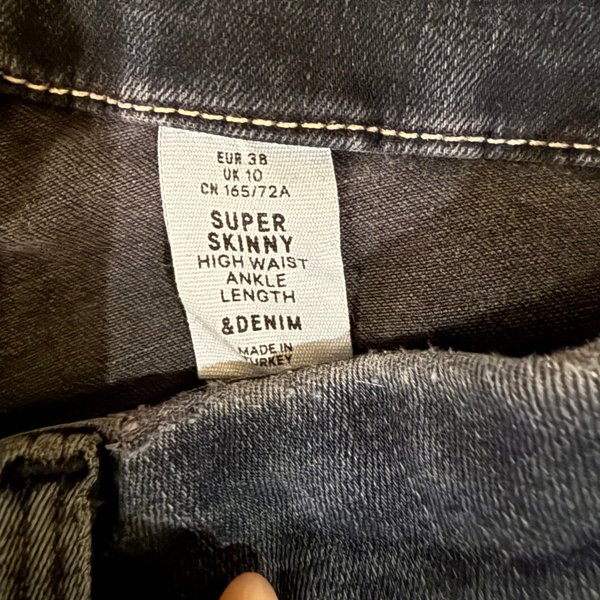 EUR 38
UK 10
CN 165/72A
SUPER
SKINNY
HIGH WAIST
ANKLE
LENGTH
&DENIM
MADE IN
TURKEY